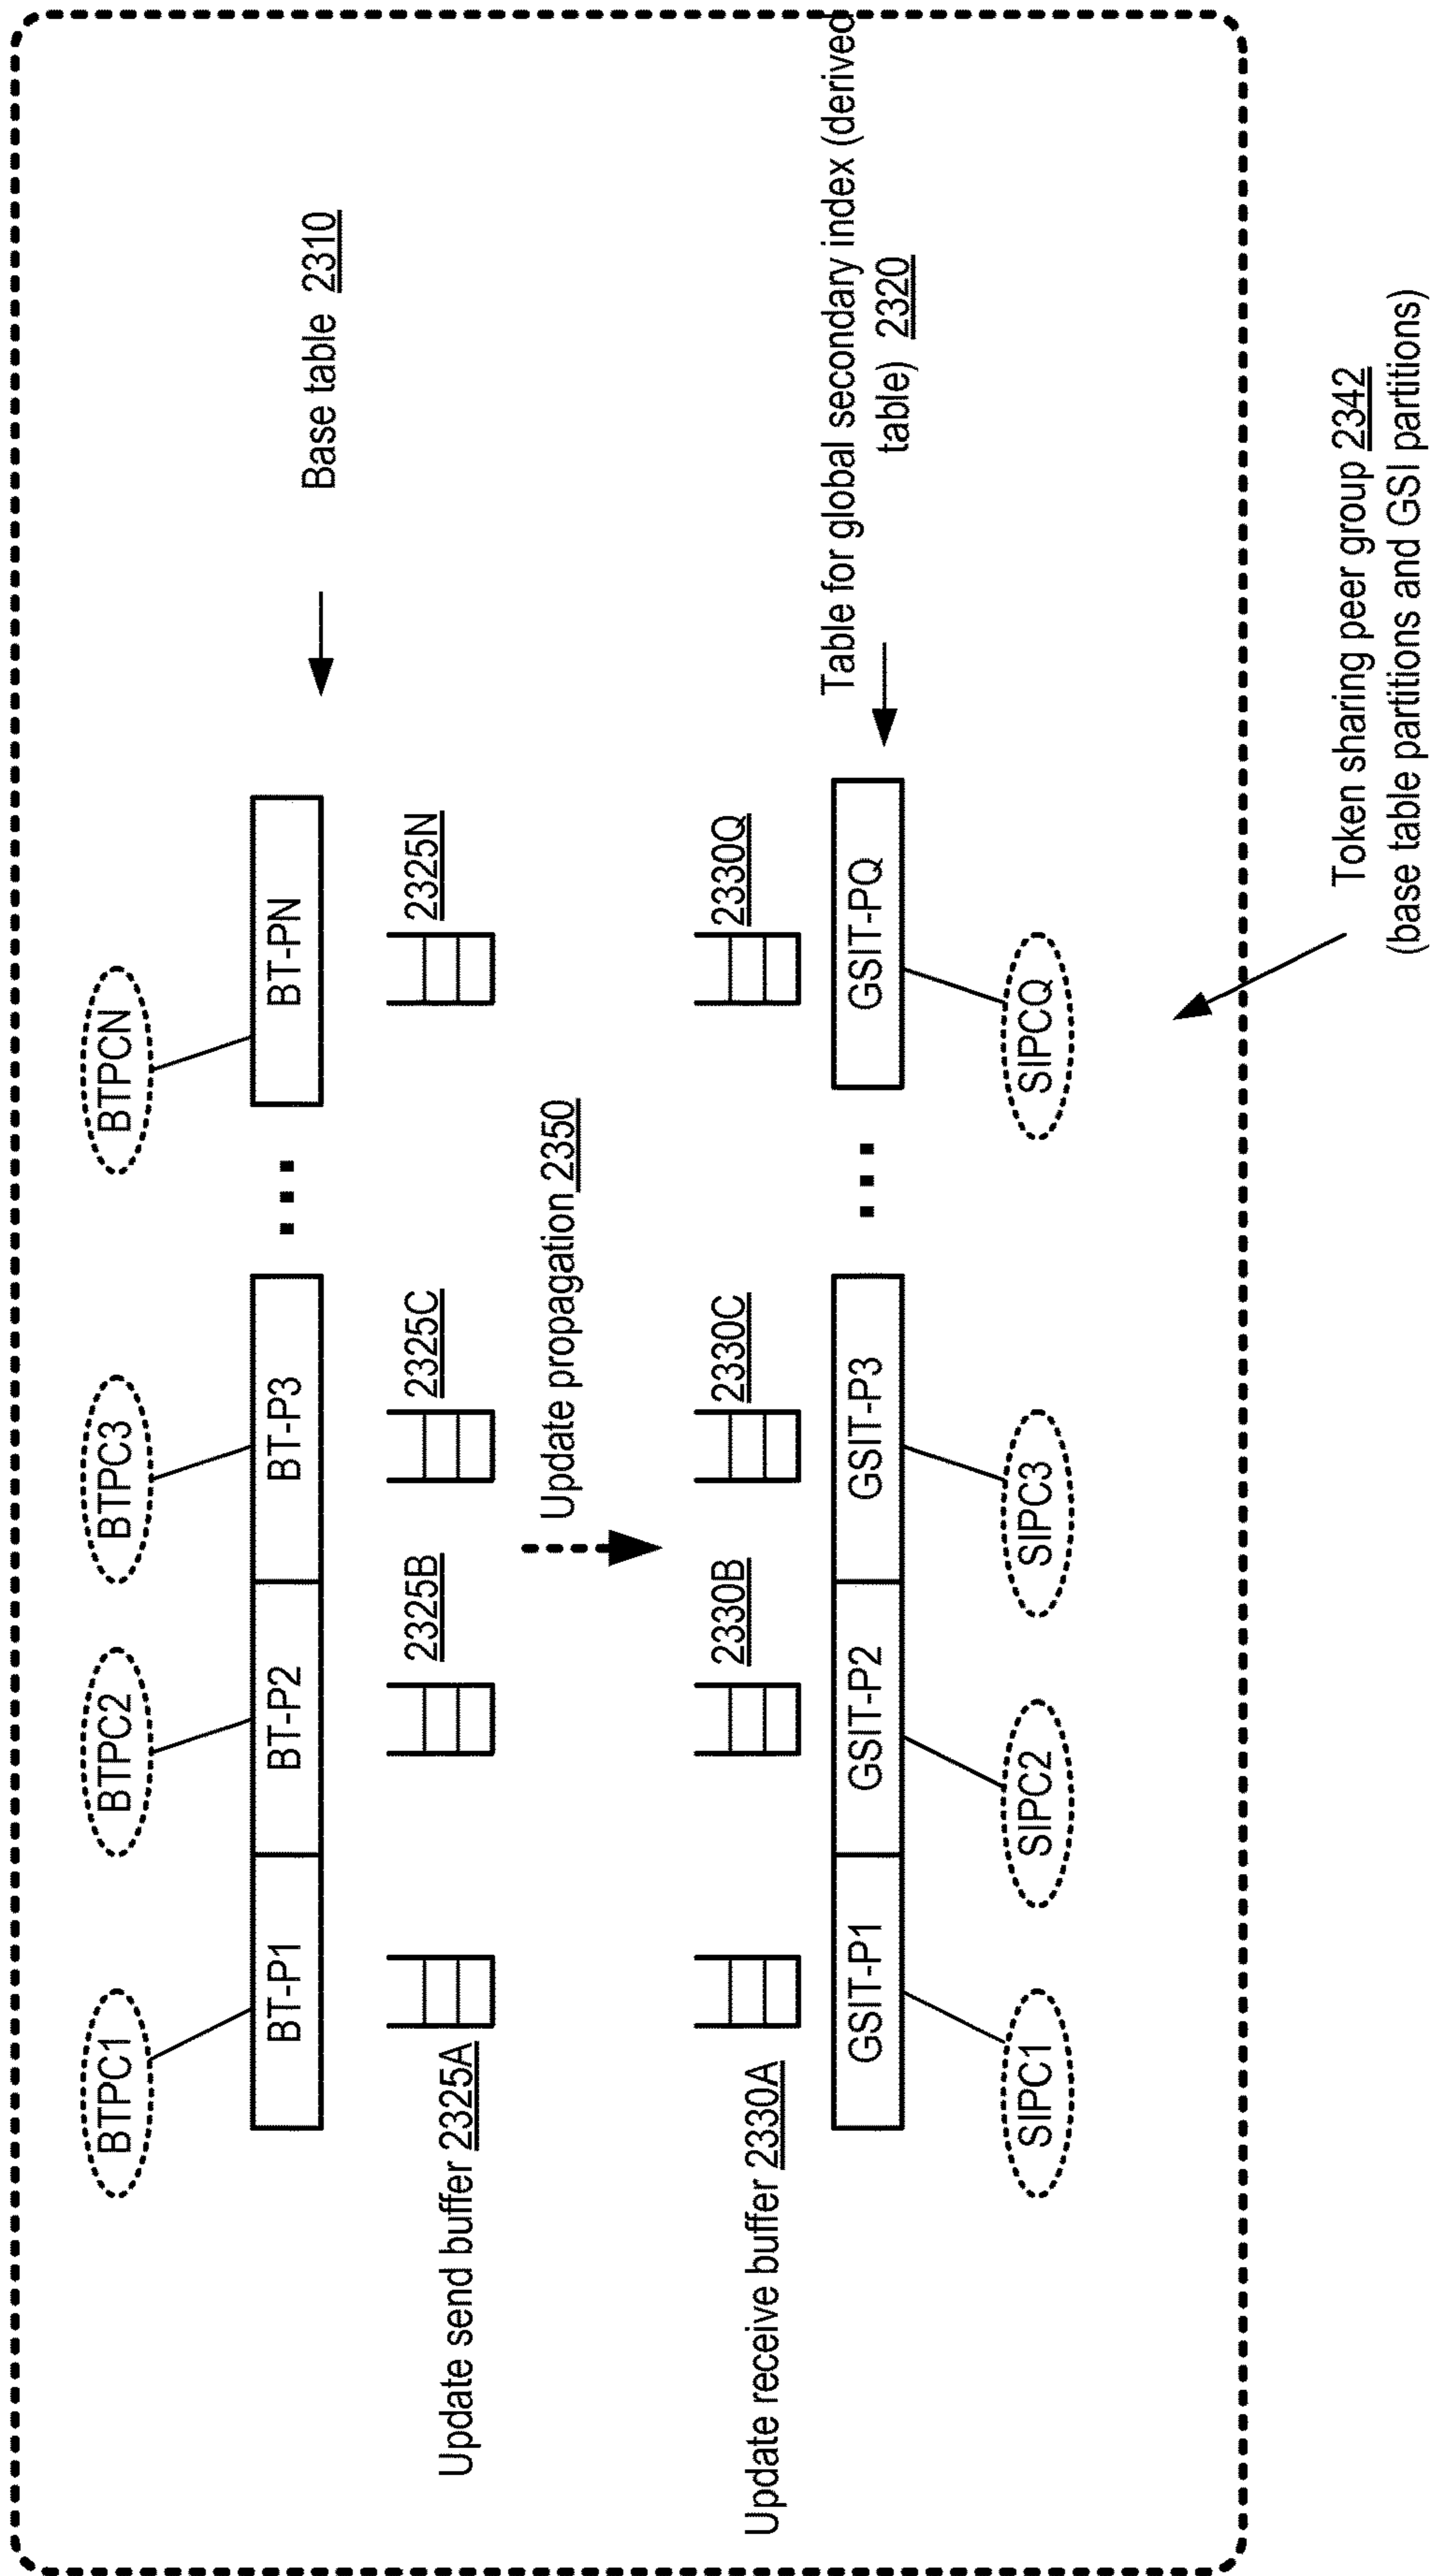 BTPC1
BTPC2
BTPC3
BTPCN
BT-P1
BT-P2
BT-P3
BT-PN
Base table 2310
Update send buffer 2325A
2325B
2325C
2325N
Update propagation 2350
Update receive buffer 2330A
2330B
2330C
2330Q
Table for global secondary index (derived
table) 2320
GSIT-P1
GSIT-P2
GSIT-P3
GSIT-PQ
SIPC1
SIPC2
SIPC3
SIPCQ
Token sharing peer group 2342
(base table partitions and GSI partitions)